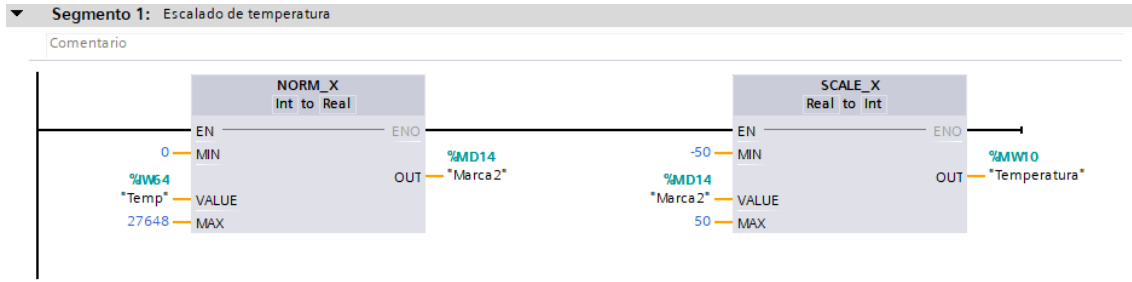 Segmento 1: Escalado de temperatura
Comentario
NORM_X
Int to Real
EN
ENO
0
MIN
%IW64
"Temp"
VALUE
27648
MAX
OUT
%MD14
"Marca2"
SCALE_X
Real to Int
EN
ENO
-50
MIN
%MD14
"Marca2"
VALUE
50
MAX
OUT
%MW10
"Temperatura"